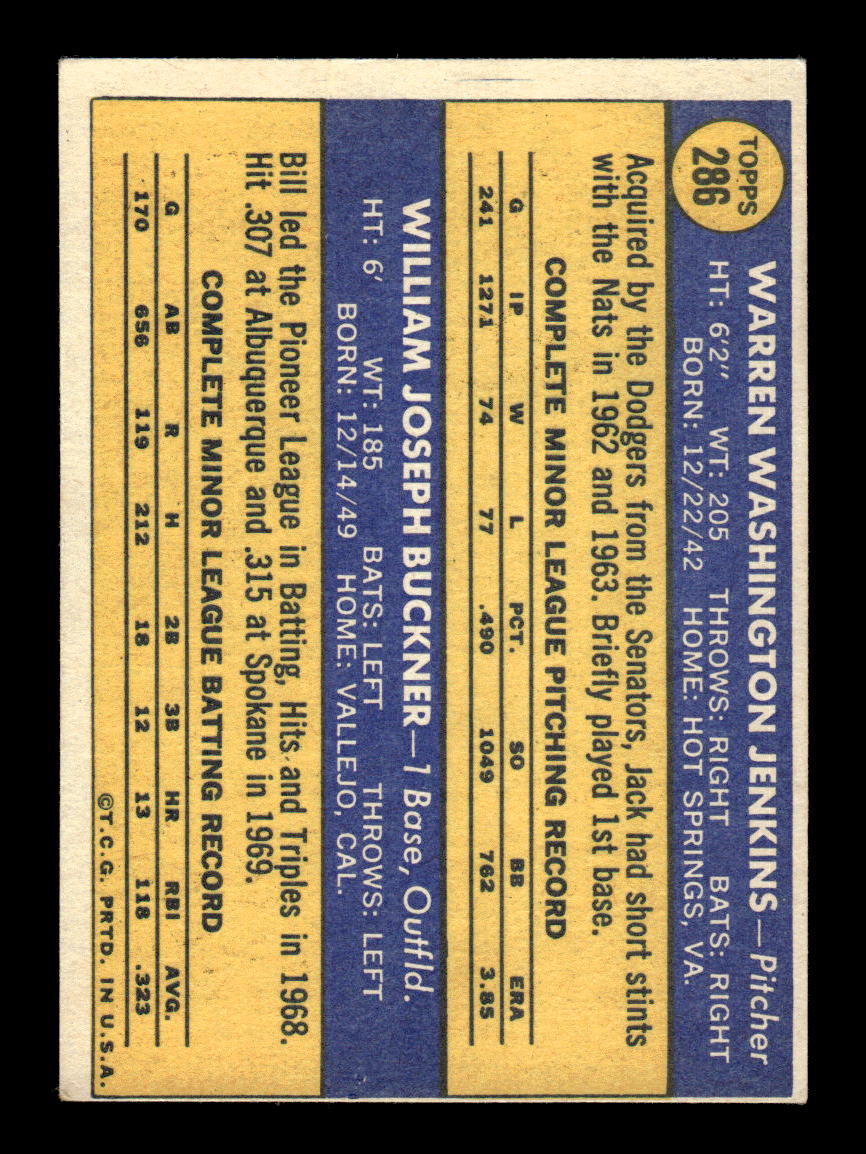 TOPPS
286
WARREN WASHINGTON JENKINS—Pitcher
HT: 6'2" WT: 205 THROWS: RIGHT BATS: RIGHT
BORN: 12/22/42 HOME: HOT SPRINGS, VA.
Acquired by the Dodgers from the Senators, Jack had short stints
with the Nats in 1962 and 1963. Briefly played 1st base.
COMPLETE MINOR LEAGUE PITCHING RECORD
G IP W L PCT. SO BB ERA
241 1271 74 77 .490 1049 762 3.85
WILLIAM JOSEPH BUCKNER—1 Base, Outfld.
HT: 6' WT: 185 BATS: LEFT THROWS: LEFT
BORN: 12/14/49 HOME: VALLEJO, CAL.
Bill led the Pioneer League in Batting, Hits and Triples in 1968.
Hit .307 at Albuquerque and .315 at Spokane in 1969.
COMPLETE MINOR LEAGUE BATTING RECORD
G AB R H 2B 3B HR RBI AVG.
170 656 119 212 18 12 13 118 .323
©T.C.G. PRTD. IN U.S.A.